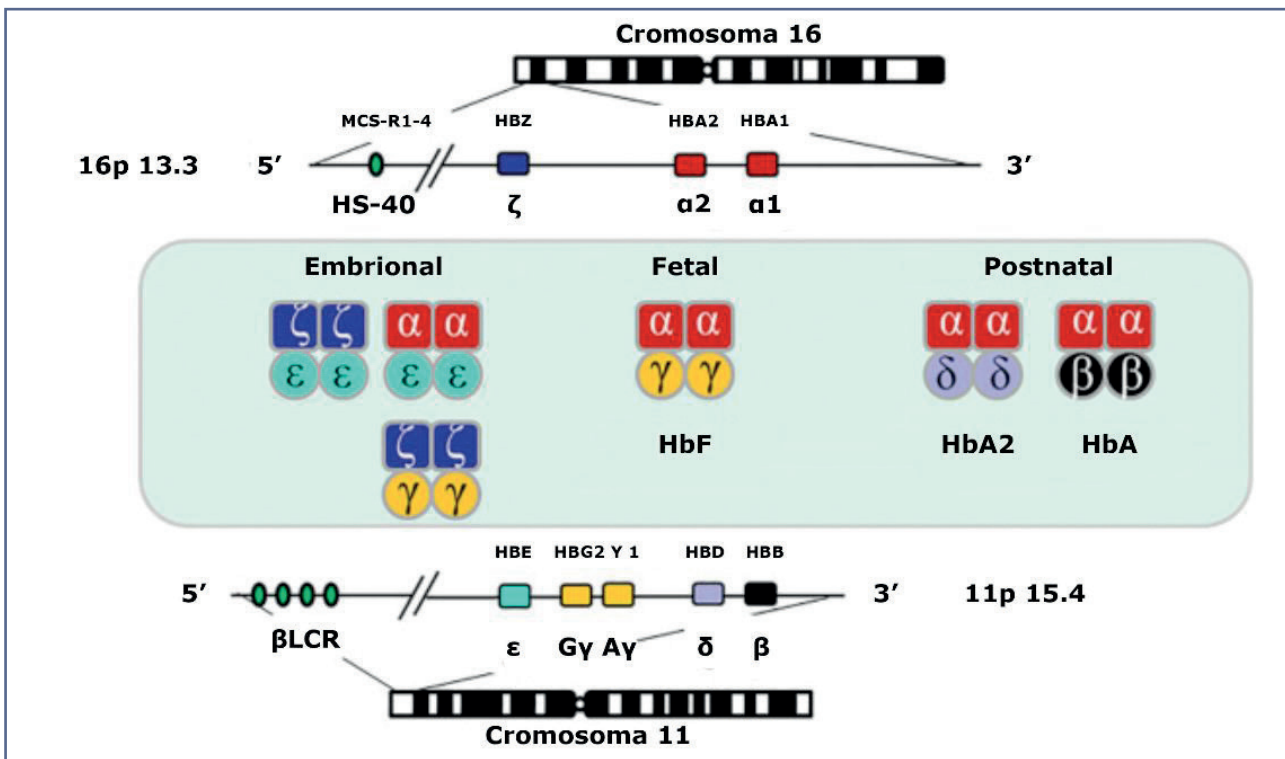 Cromosoma 16
MCS-R1-4 HBZ HBA2 HBA1
16p 13.3 5′ 3′
HS-40 ζ α2 α1
Embrional Fetal Postnatal
ζ ζ α α α α α α α α
ε ε ε ε γ γ δ δ β β
HbF HbA2 HbA
ζ ζ
γ γ
HBE HBG2 Y 1 HBD HBB
5′ 3′ 11p 15.4
βLCR ε Gγ Aγ δ β
Cromosoma 11